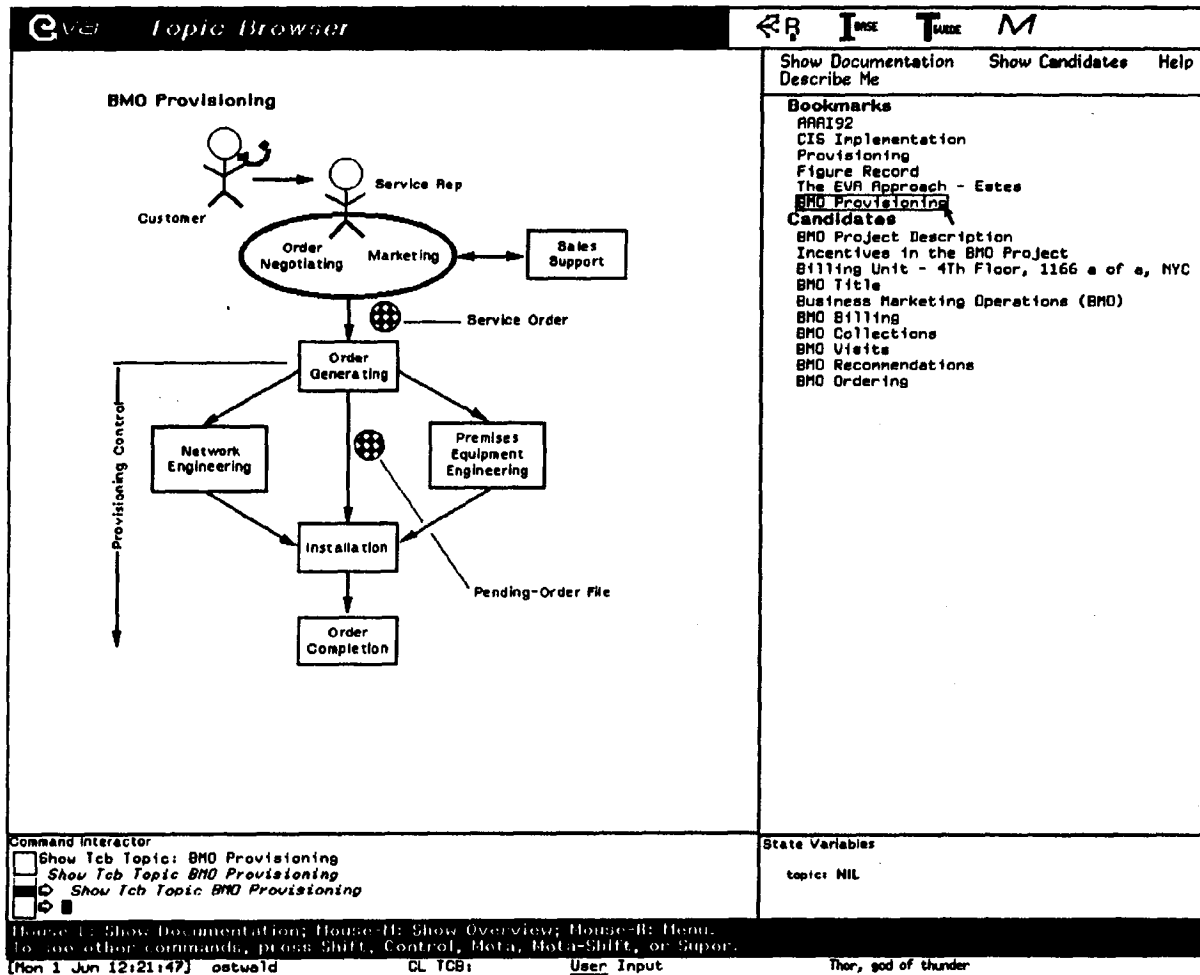 eva Topic Browser
R IBASE TGUIDE M
Show Documentation Show Candidates Help
Describe Me
BMO Provisioning
Service Rep
Customer
Order
Negotiating
Marketing
Sales
Support
Service Order
Order
Generating
Provisioning Control
Network
Engineering
Premises
Equipment
Engineering
Installation
Pending-Order File
Order
Completion
Bookmarks
AAAI92
CIS Implementation
Provisioning
Figure Record
The EVA Approach - Estes
BMO Provisioning
Candidates
BMO Project Description
Incentives in the BMO Project
Billing Unit - 4Th Floor, 1166 a of a, NYC
BMO Title
Business Marketing Operations (BMO)
BMO Billing
BMO Collections
BMO Visits
BMO Recommendations
BMO Ordering
Command Interactor
Show Tcb Topic: BMO Provisioning
Show Tcb Topic BMO Provisioning
Show Tcb Topic BMO Provisioning
State Variables
topic: NIL
Mouse-L: Show Documentation; Mouse-M: Show Overview; Mouse-R: Menu.
To see other commands, press Shift, Control, Meta, Meta-Shift, or Super.
[Mon 1 Jun 12:21:47] ostwald CL TCB: User Input Thor, god of thunder